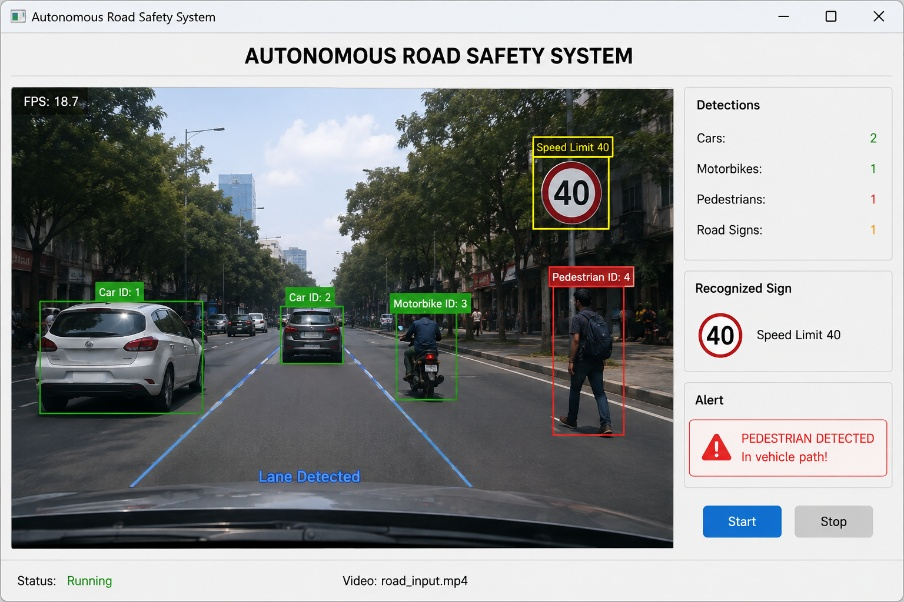 Autonomous Road Safety System
AUTONOMOUS ROAD SAFETY SYSTEM
FPS: 18.7
Speed Limit 40
40
Pedestrian ID: 4
Car ID: 1
Car ID: 2
Motorbike ID: 3
Lane Detected
Detections
Cars: 2
Motorbikes: 1
Pedestrians: 1
Road Signs: 1
Recognized Sign
40 Speed Limit 40
Alert
PEDESTRIAN DETECTED
In vehicle path!
Start Stop
Status: Running Video: road_input.mp4